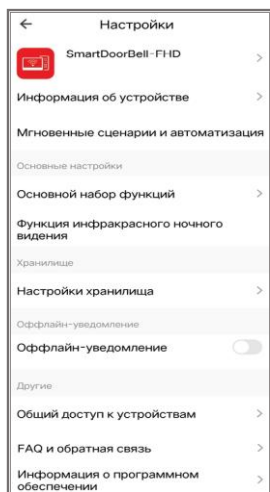 Настройки
SmartDoorBell-FHD
Информация об устройстве
Мгновенные сценарии и автоматизация
Основные настройки
Основной набор функций
Функция инфракрасного ночного
видения
Хранилище
Настройки хранилища
Оффлайн-уведомление
Оффлайн-уведомление
Другие
Общий доступ к устройствам
FAQ и обратная связь
Информация о программном
обеспечении